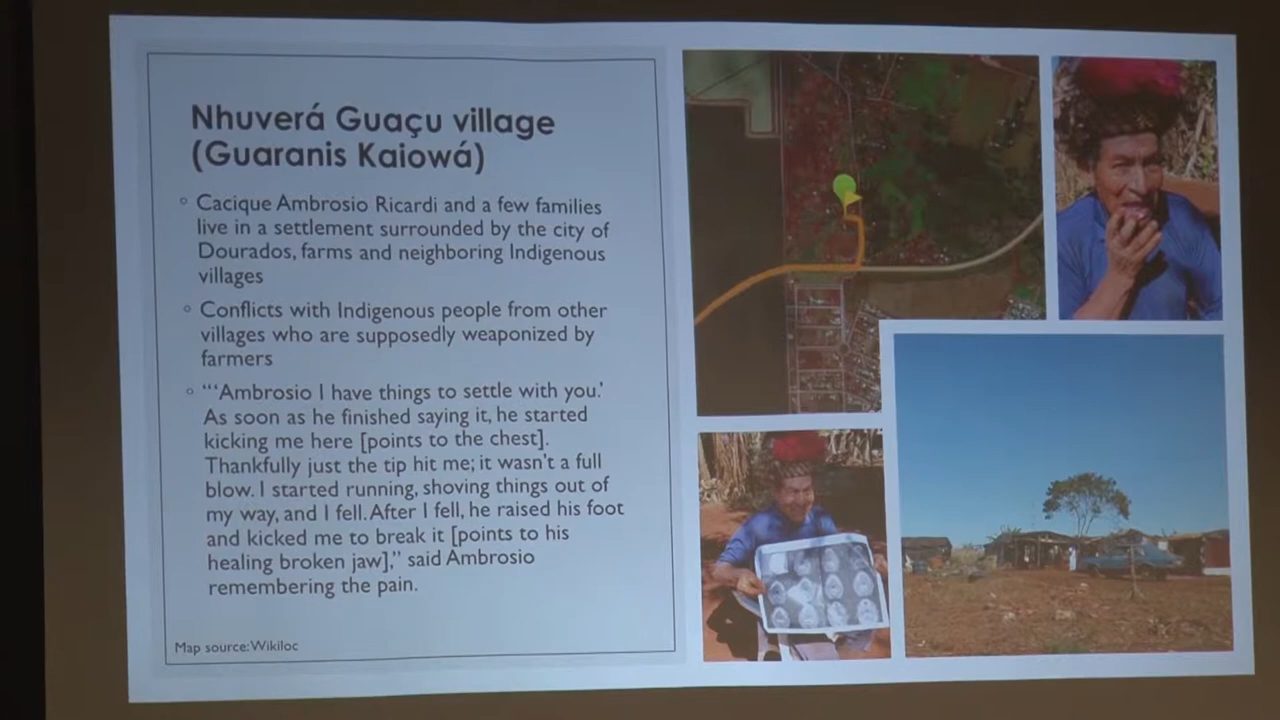 Nhuverá Guaçu village
(Guaranis Kaiowá)
◦ Cacique Ambrosio Ricardi and a few families
live in a settlement surrounded by the city of
Dourados, farms and neighboring Indigenous
villages
◦ Conflicts with Indigenous people from other
villages who are supposedly weaponized by
farmers
◦ "'Ambrosio I have things to settle with you.'
As soon as he finished saying it, he started
kicking me here [points to the chest].
Thankfully just the tip hit me; it wasn't a full
blow. I started running, shoving things out of
my way, and I fell. After I fell, he raised his foot
and kicked me to break it [points to his
healing broken jaw]," said Ambrosio
remembering the pain.
Map source: Wikiloc